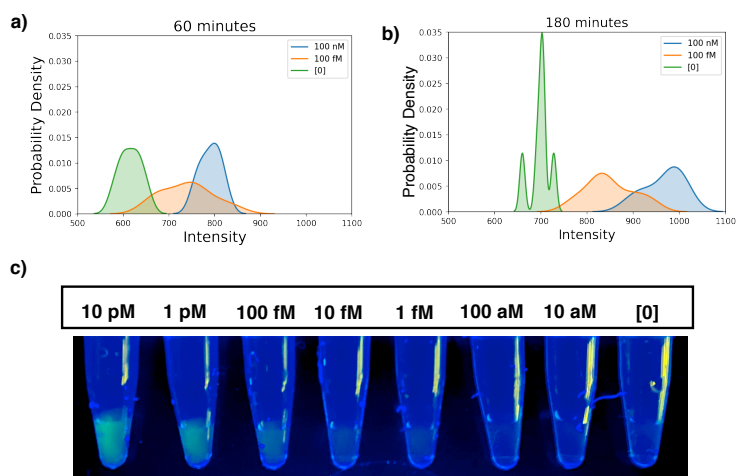 a)
60 minutes
Probability Density
0.035
0.030
0.025
0.020
0.015
0.010
0.005
0.000
500 600 700 800 900 1000 1100
Intensity
100 nM
100 fM
[0]
b)
180 minutes
Probability Density
0.035
0.030
0.025
0.020
0.015
0.010
0.005
0.000
500 600 700 800 900 1000 1100
Intensity
100 nM
100 fM
[0]
c)
10 pM 1 pM 100 fM 10 fM 1 fM 100 aM 10 aM [0]